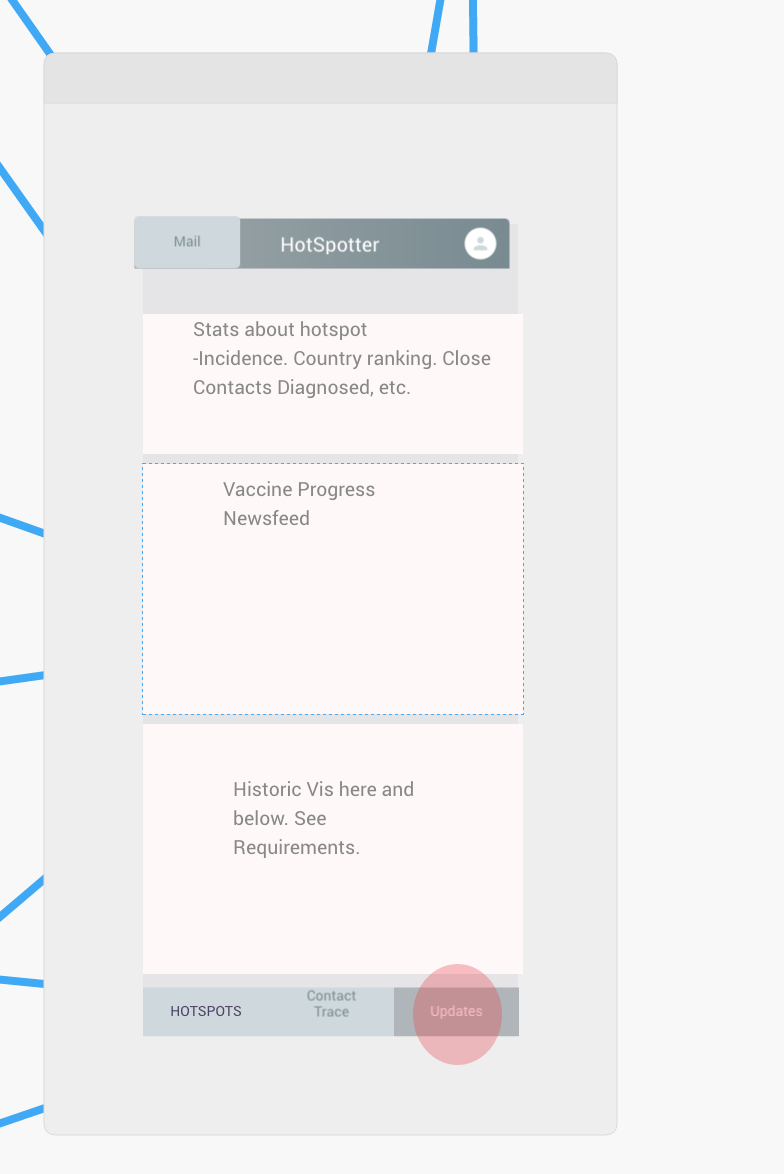 Mail
HotSpotter
Stats about hotspot
-Incidence. Country ranking. Close
Contacts Diagnosed, etc.
Vaccine Progress
Newsfeed
Historic Vis here and
below. See
Requirements.
HOTSPOTS
Contact
Trace
Updates